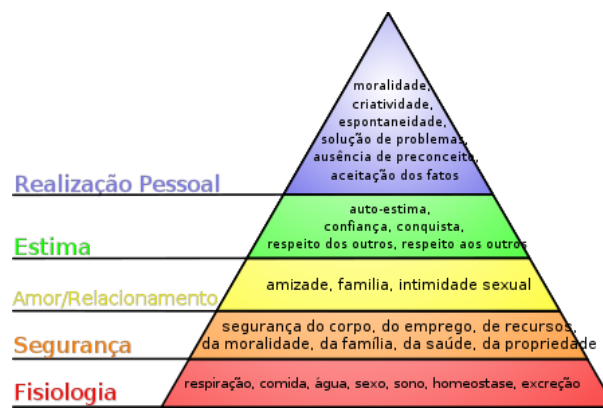 moralidade,
criatividade,
espontaneidade,
solução de problemas,
ausência de preconceito,
aceitação dos fatos
Realização Pessoal
auto-estima,
confiança, conquista,
respeito dos outros, respeito aos outros
Estima
amizade, familia, intimidade sexual
Amor/Relacionamento
segurança do corpo, do emprego, de recursos,
da moralidade, da família, da saúde, da propriedade
Segurança
respiração, comida, água, sexo, sono, homeostase, excreção
Fisiologia